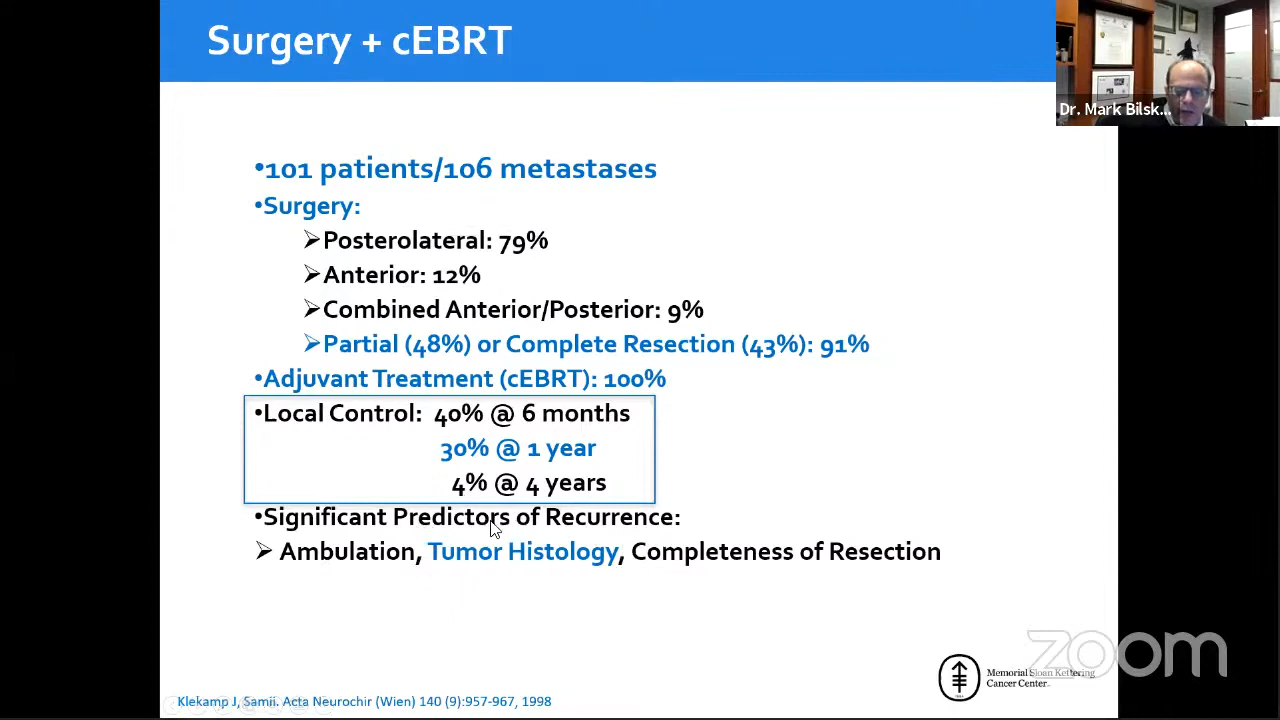 Surgery + cEBRT
Dr. Mark Bilsk...
•101 patients/106 metastases
•Surgery:
➢Posterolateral: 79%
➢Anterior: 12%
➢Combined Anterior/Posterior: 9%
➢Partial (48%) or Complete Resection (43%): 91%
•Adjuvant Treatment (cEBRT): 100%
•Local Control: 40% @ 6 months
30% @ 1 year
4% @ 4 years
•Significant Predictors of Recurrence:
➢ Ambulation, Tumor Histology, Completeness of Resection
zoom
Memorial Sloan Kettering
Cancer Center
Klekamp J, Samii. Acta Neurochir (Wien) 140 (9):957-967, 1998